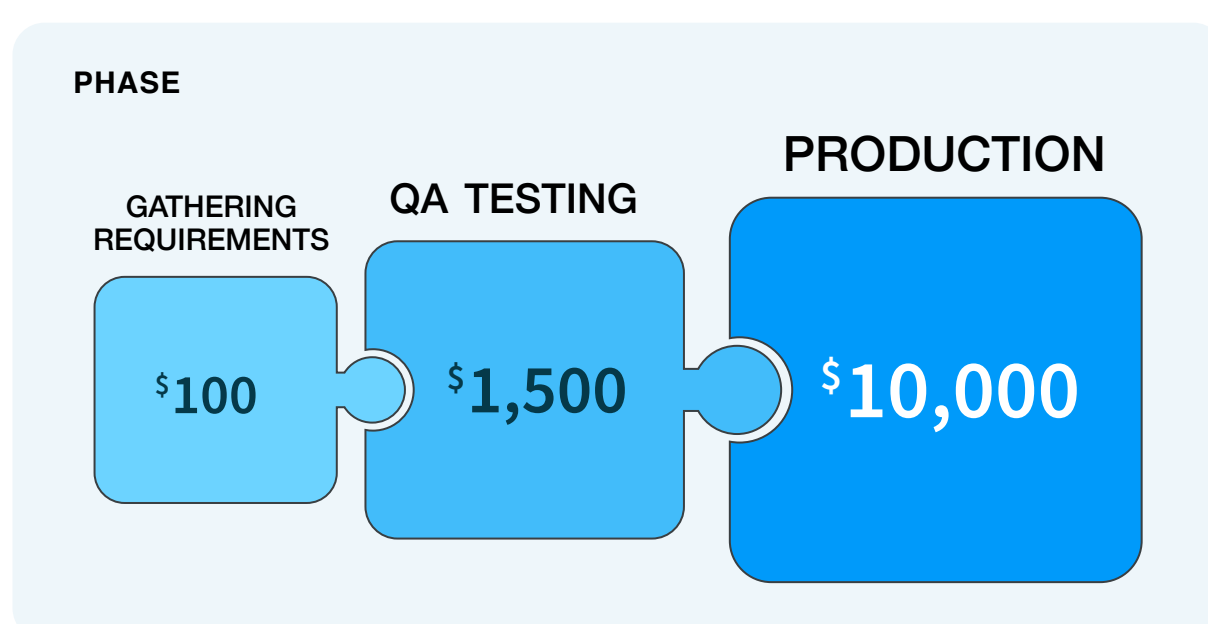 PHASE
GATHERING
REQUIREMENTS
$100
QA TESTING
$1,500
PRODUCTION
$10,000